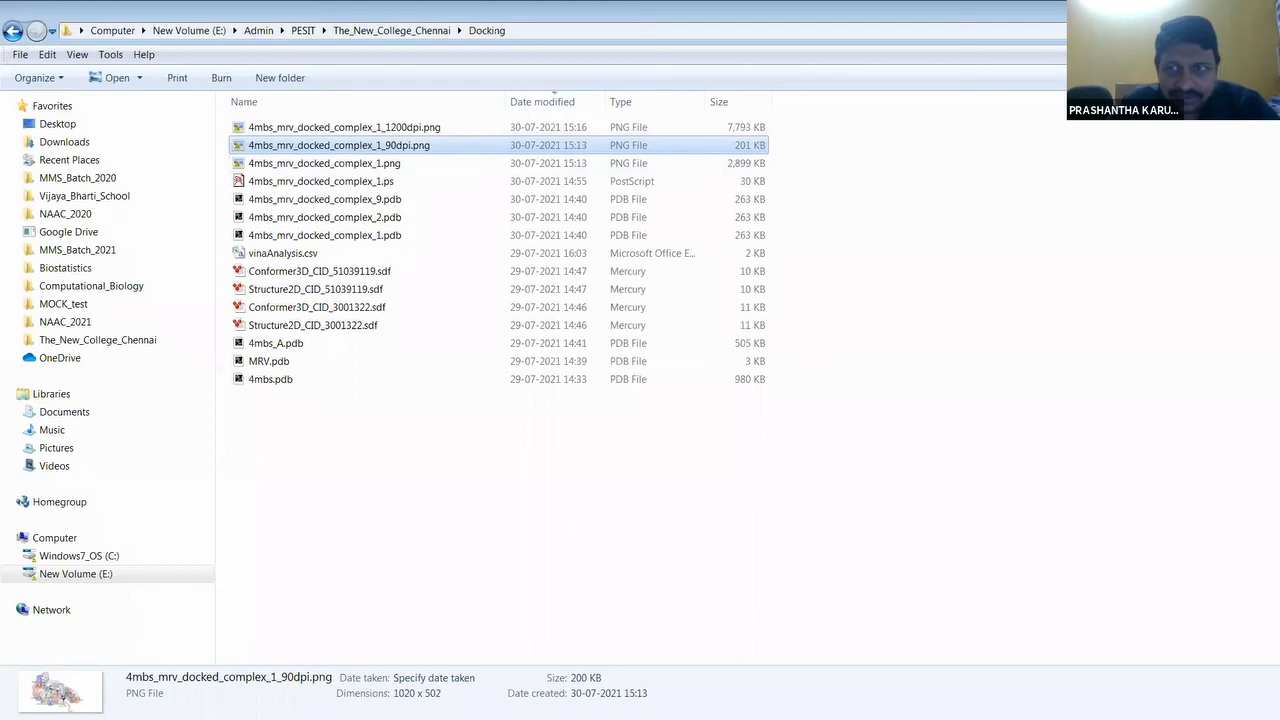 Computer New Volume (E:) Admin PESIT The_New_College_Chennai Docking
File Edit View Tools Help
Organize Open Print Burn New folder
PRASHANTHA KARU...
Name Date modified Type Size
4mbs_mrv_docked_complex_1_1200dpi.png 30-07-2021 15:16 PNG File 7,793 KB
4mbs_mrv_docked_complex_1_90dpi.png 30-07-2021 15:13 PNG File 201 KB
4mbs_mrv_docked_complex_1.png 30-07-2021 15:13 PNG File 2,899 KB
4mbs_mrv_docked_complex_1.ps 30-07-2021 14:55 PostScript 30 KB
4mbs_mrv_docked_complex_9.pdb 30-07-2021 14:40 PDB File 263 KB
4mbs_mrv_docked_complex_2.pdb 30-07-2021 14:40 PDB File 263 KB
4mbs_mrv_docked_complex_1.pdb 30-07-2021 14:40 PDB File 263 KB
vinaAnalysis.csv 29-07-2021 16:03 Microsoft Office E... 2 KB
Conformer3D_CID_51039119.sdf 29-07-2021 14:47 Mercury 10 KB
Structure2D_CID_51039119.sdf 29-07-2021 14:47 Mercury 10 KB
Conformer3D_CID_3001322.sdf 29-07-2021 14:46 Mercury 11 KB
Structure2D_CID_3001322.sdf 29-07-2021 14:46 Mercury 11 KB
4mbs_A.pdb 29-07-2021 14:41 PDB File 505 KB
MRV.pdb 29-07-2021 14:39 PDB File 3 KB
4mbs.pdb 29-07-2021 14:33 PDB File 980 KB
Favorites
Desktop
Downloads
Recent Places
MMS_Batch_2020
Vijaya_Bharti_School
NAAC_2020
Google Drive
MMS_Batch_2021
Biostatistics
Computational_Biology
MOCK_test
NAAC_2021
The_New_College_Chennai
OneDrive
Libraries
Documents
Music
Pictures
Videos
Homegroup
Computer
Windows7_OS (C:)
New Volume (E:)
Network
4mbs_mrv_docked_complex_1_90dpi.png Date taken: Specify date taken Size: 200 KB
PNG File Dimensions: 1020 x 502 Date created: 30-07-2021 15:13